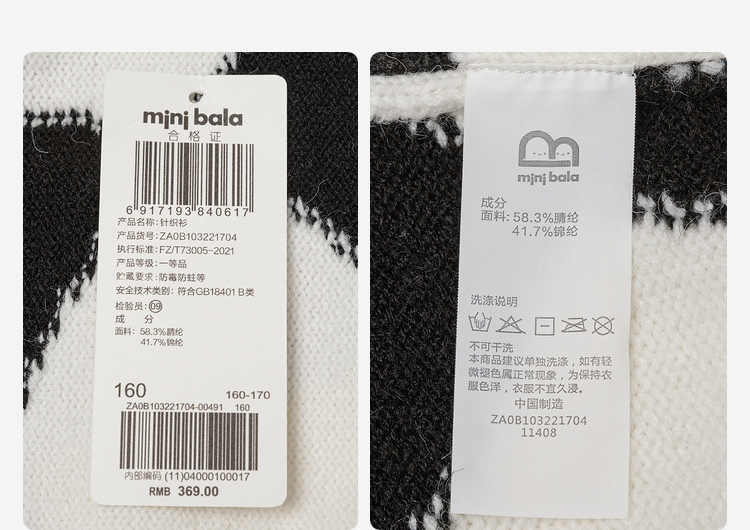 mini bala
合格证
6 917193 840617
产品名称:针织衫
产品货号:ZA0B103221704
执行标准:FZ/T73005-2021
产品等级:一等品
贮藏要求:防霉防蛀等
安全技术类别:符合GB18401 B类
检验员:09
成 分
面料: 58.3%腈纶
41.7%锦纶
160 160-170
ZA0B103221704-00491 160
内部编码 (11)04000100017
RMB 369.00
mini bala
成分
面料: 58.3%腈纶
41.7%锦纶
洗涤说明
不可干洗
本商品建议单独洗涤，如有轻
微褪色属正常现象，为保持衣
服色泽，衣服不宜久浸。
中国制造
ZA0B103221704
11408